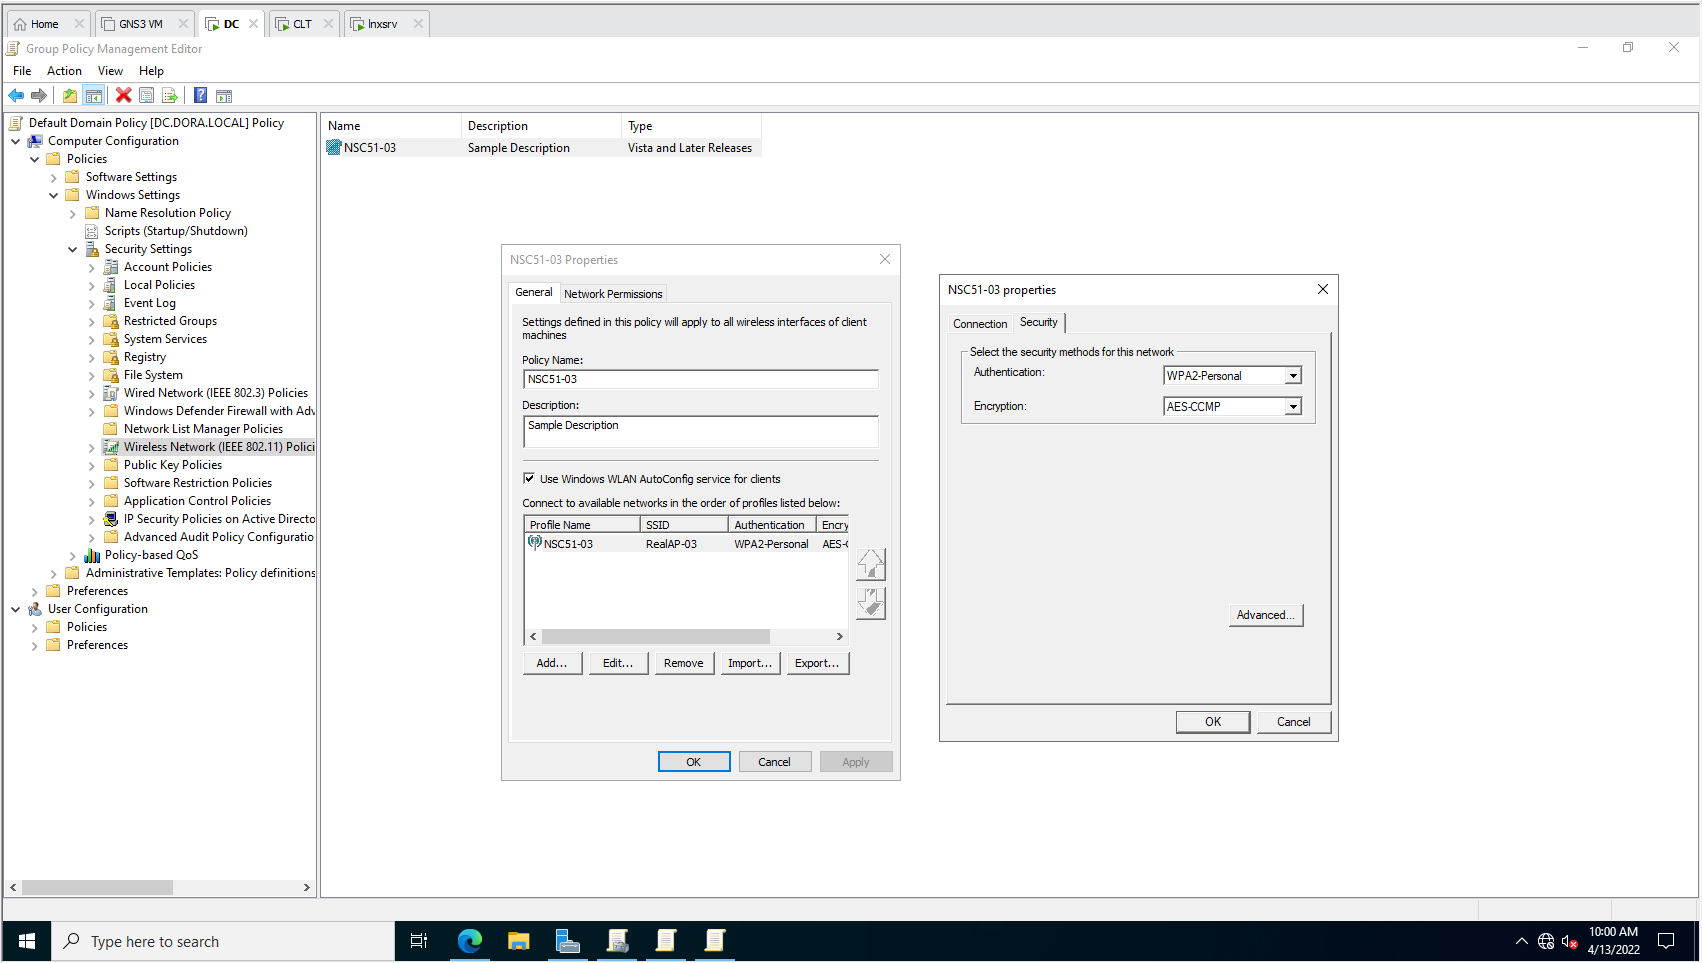 Home
GNS3 VM
DC
CLT
lnxsrv
Group Policy Management Editor
File Action View Help
Default Domain Policy [DC.DORA.LOCAL] Policy
Computer Configuration
Policies
Software Settings
Windows Settings
Name Resolution Policy
Scripts (Startup/Shutdown)
Security Settings
Account Policies
Local Policies
Event Log
Restricted Groups
System Services
Registry
File System
Wired Network (IEEE 802.3) Policies
Windows Defender Firewall with Adv
Network List Manager Policies
Wireless Network (IEEE 802.11) Polici
Public Key Policies
Software Restriction Policies
Application Control Policies
IP Security Policies on Active Directo
Advanced Audit Policy Configuratio
Policy-based QoS
Administrative Templates: Policy definitions
Preferences
User Configuration
Policies
Preferences
Name Description Type
NSC51-03 Sample Description Vista and Later Releases
NSC51-03 Properties
General Network Permissions
Settings defined in this policy will apply to all wireless interfaces of client
machines
Policy Name:
NSC51-03
Description:
Sample Description
Use Windows WLAN AutoConfig service for clients
Connect to available networks in the order of profiles listed below:
Profile Name SSID Authentication Encry
NSC51-03 RealAP-03 WPA2-Personal AES-C
Add... Edit... Remove Import... Export...
OK Cancel Apply
NSC51-03 properties
Connection Security
Select the security methods for this network
Authentication: WPA2-Personal
Encryption: AES-CCMP
Advanced...
OK Cancel
Type here to search
10:00 AM
4/13/2022